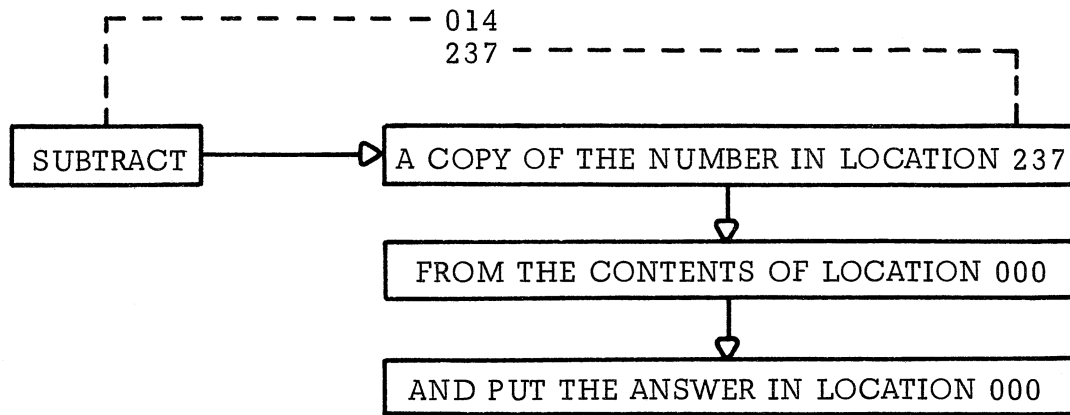 014
237
SUBTRACT
A COPY OF THE NUMBER IN LOCATION 237
FROM THE CONTENTS OF LOCATION 000
AND PUT THE ANSWER IN LOCATION 000